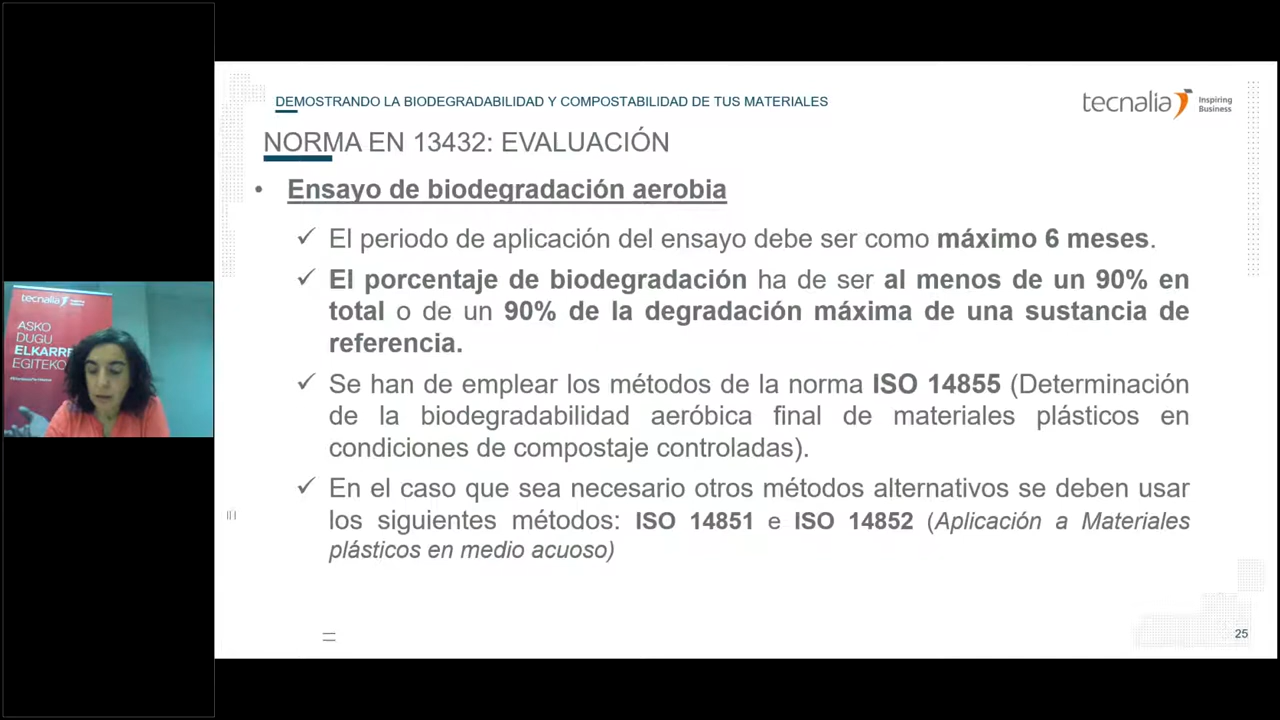 DEMOSTRANDO LA BIODEGRADABILIDAD Y COMPOSTABILIDAD DE TUS MATERIALES
tecnalia Inspiring
Business
NORMA EN 13432: EVALUACIÓN
• Ensayo de biodegradación aerobia
✓ El periodo de aplicación del ensayo debe ser como máximo 6 meses.
✓ El porcentaje de biodegradación ha de ser al menos de un 90% en
total o de un 90% de la degradación máxima de una sustancia de
referencia.
✓ Se han de emplear los métodos de la norma ISO 14855 (Determinación
de la biodegradabilidad aeróbica final de materiales plásticos en
condiciones de compostaje controladas).
✓ En el caso que sea necesario otros métodos alternativos se deben usar
los siguientes métodos: ISO 14851 e ISO 14852 (Aplicación a Materiales
plásticos en medio acuoso)
25
tecnalia
ASKO
DUGU
ELKARRE
EGITEKO